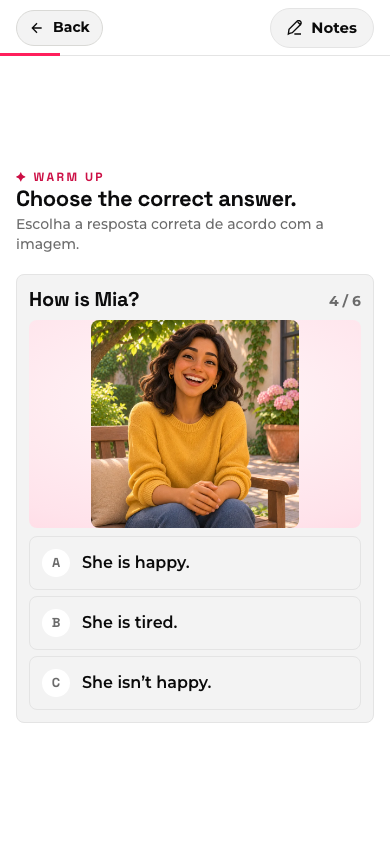 Back
Notes
WARM UP
Choose the correct answer.
Escolha a resposta correta de acordo com a
imagem.
How is Mia?
4 / 6
A She is happy.
B She is tired.
C She isn’t happy.